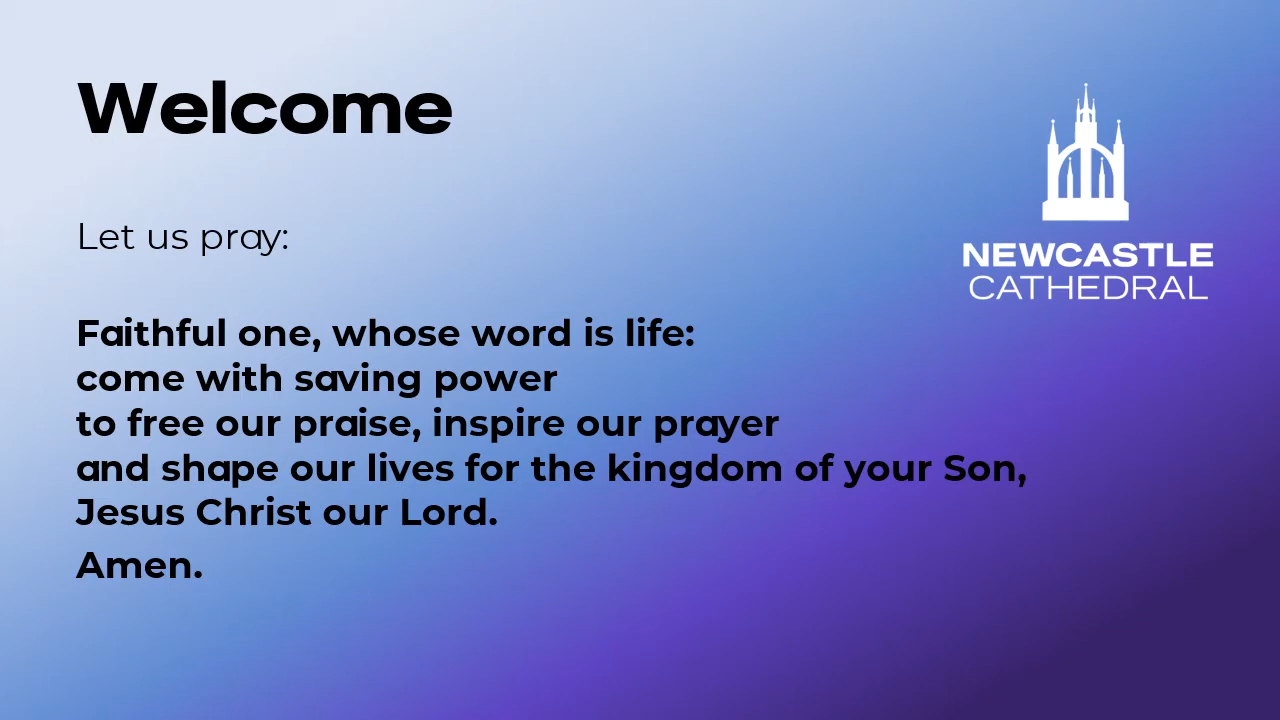 Welcome
Let us pray:
Faithful one, whose word is life:
come with saving power
to free our praise, inspire our prayer
and shape our lives for the kingdom of your Son,
Jesus Christ our Lord.
Amen.
NEWCASTLE
CATHEDRAL